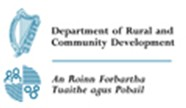 Department of Rural and
Community Development
An Roinn Forbartha
Tuaithe agus Pobail